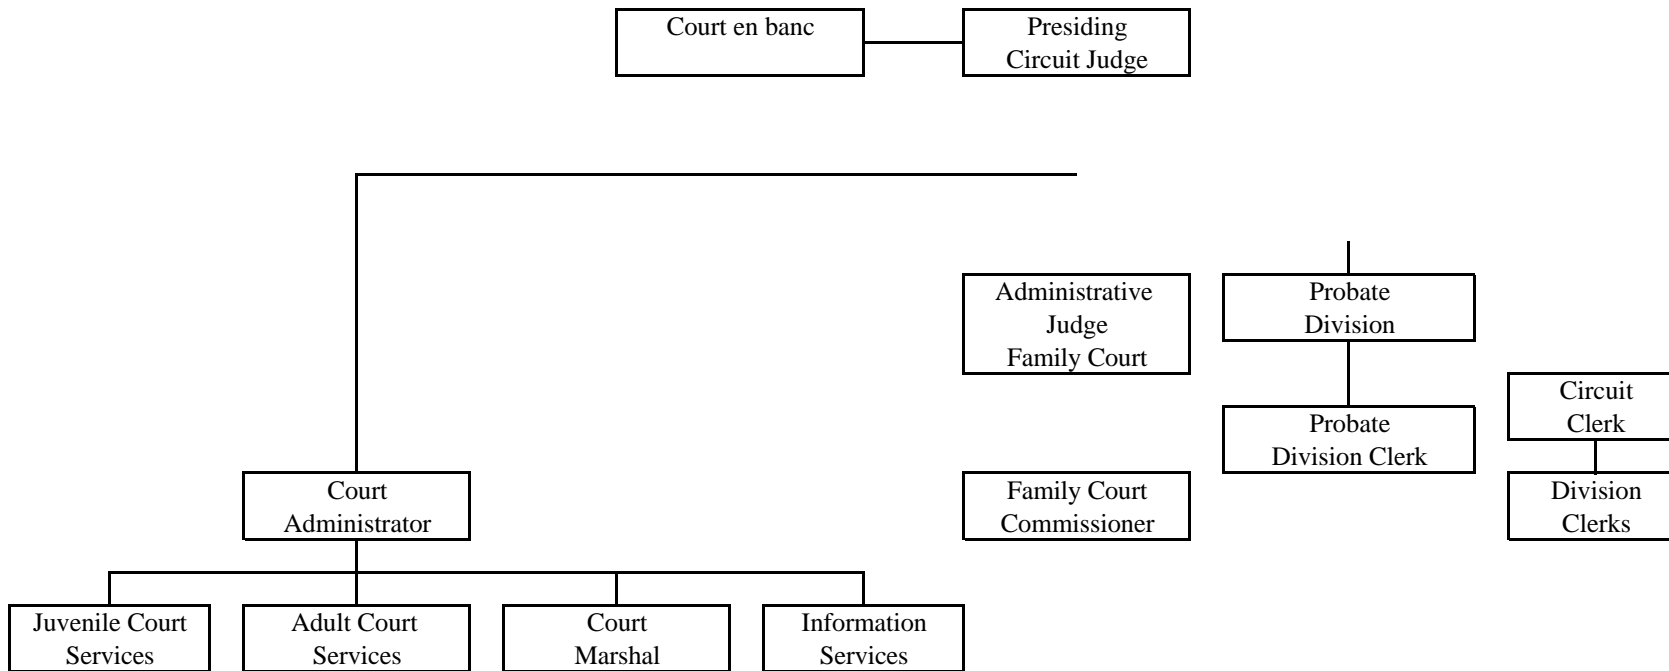 Court en banc
Presiding
Circuit Judge
Administrative
Judge
Family Court
Probate
Division
Circuit
Clerk
Probate
Division Clerk
Court
Administrator
Family Court
Commissioner
Division
Clerks
Juvenile Court
Services
Adult Court
Services
Court
Marshal
Information
Services